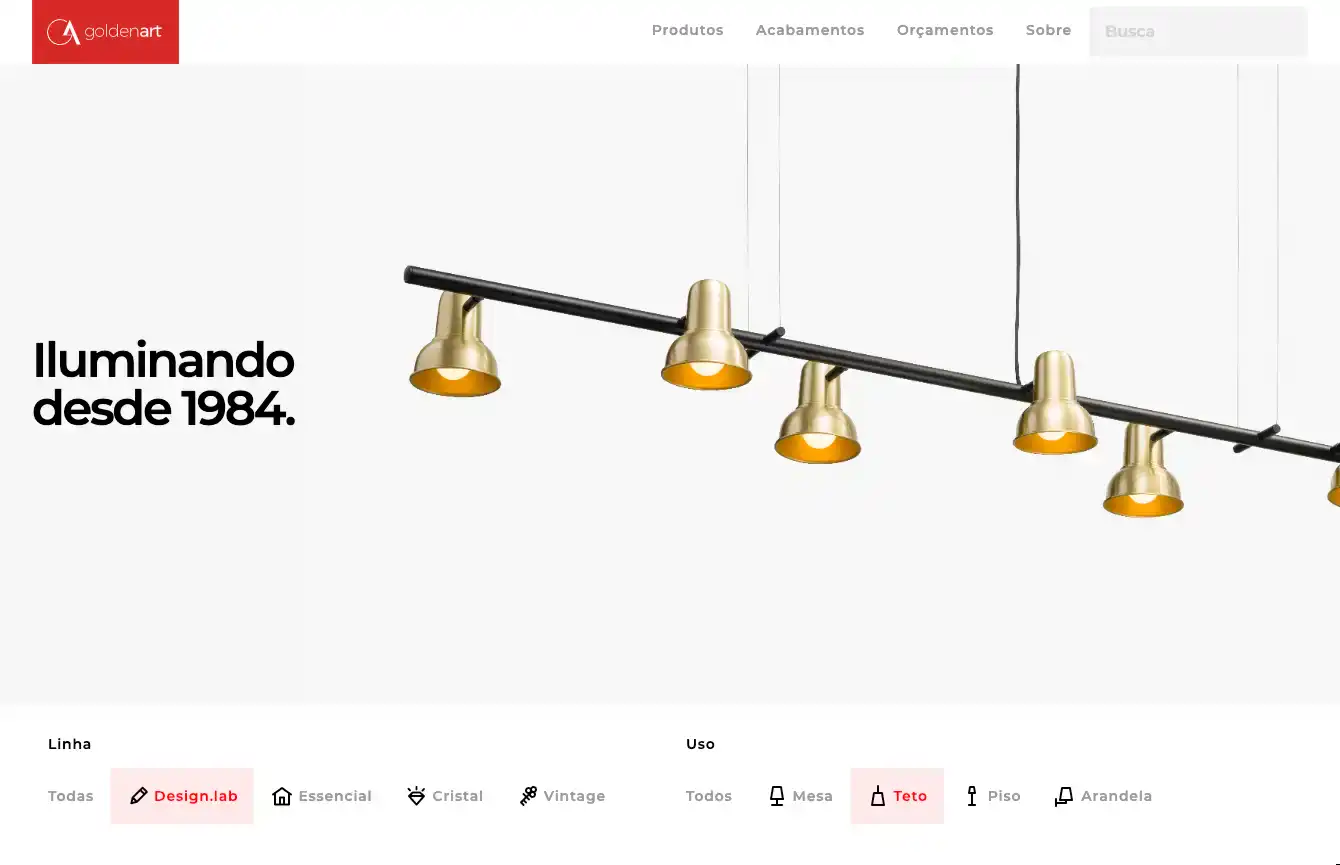 goldenart
Produtos
Acabamentos
Orçamentos
Sobre
Busca
Iluminando
desde 1984.
Linha
Todas
Design.lab
Essencial
Cristal
Vintage
Uso
Todos
Mesa
Teto
Piso
Arandela